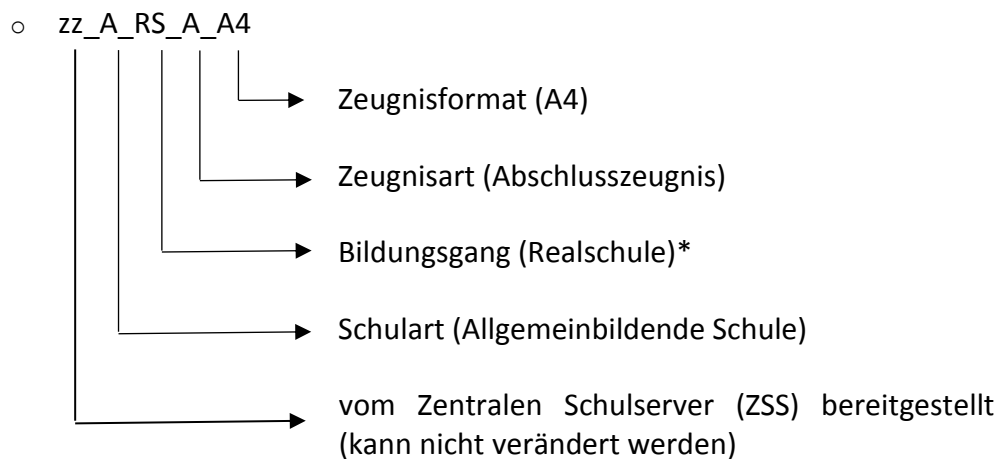 zz_A_RS_A_A4
Zeugnisformat (A4)
Zeugnisart (Abschlusszeugnis)
Bildungsgang (Realschule)*
Schulart (Allgemeinbildende Schule)
vom Zentralen Schulserver (ZSS) bereitgestellt
(kann nicht verändert werden)